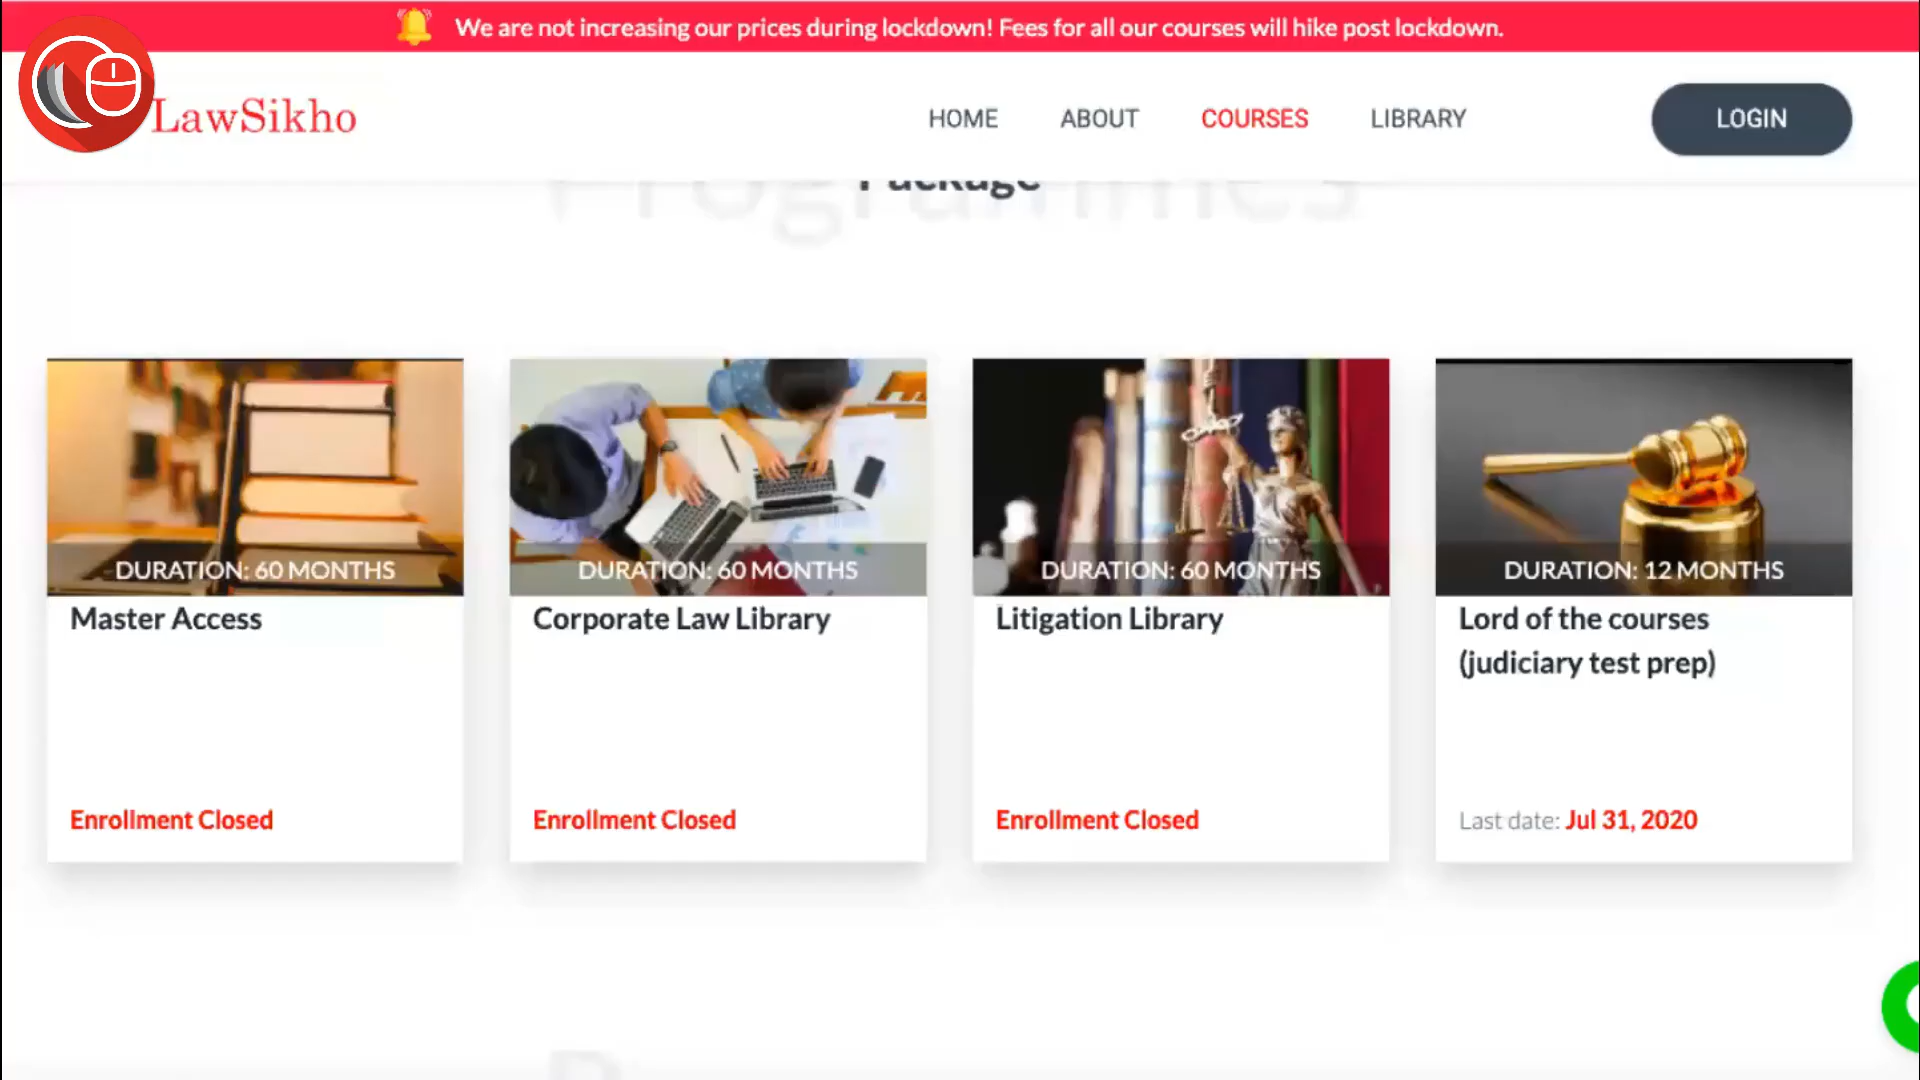 We are not increasing our prices during lockdown! Fees for all our courses will hike post lockdown.
LawSikho
HOME
ABOUT
COURSES
LIBRARY
LOGIN
Programmes
Package
DURATION: 60 MONTHS
Master Access
Enrollment Closed
DURATION: 60 MONTHS
Corporate Law Library
Enrollment Closed
DURATION: 60 MONTHS
Litigation Library
Enrollment Closed
DURATION: 12 MONTHS
Lord of the courses
(judiciary test prep)
Last date: Jul 31, 2020